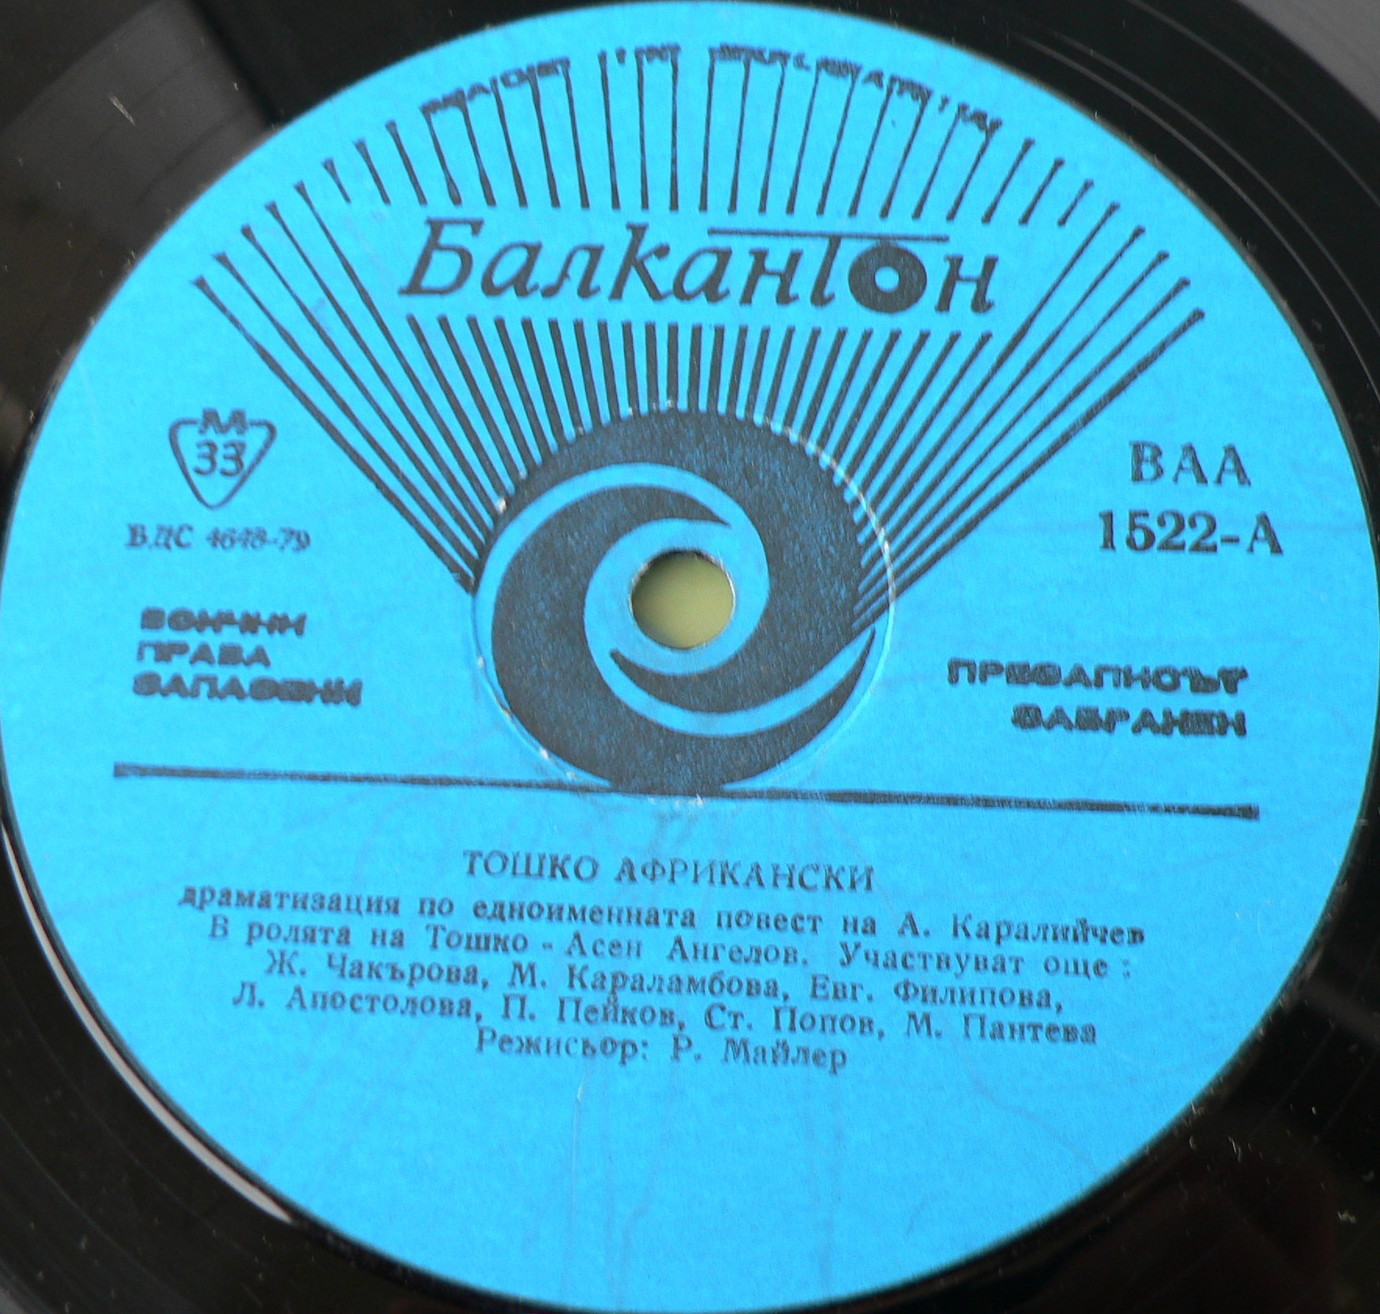 Балкантон
М
33
БДС 4648-79
ВСИЧКИ
ПРАВА
ЗАПАЗЕНИ
ВАА
1522-А
ПРЕЗАПИСЪТ
ЗАБРАНЕН
ТОШКО АФРИКАНСКИ
драматизация по едноименната повест на А. Каралийчев
В ролята на Тошко - Асен Ангелов. Участвуват още :
Ж. Чакърова, М. Караламбова, Евг. Филипова,
Л. Апостолова, П. Пейков, Ст. Попов, М. Пантева
Режисьор: Р. Майлер